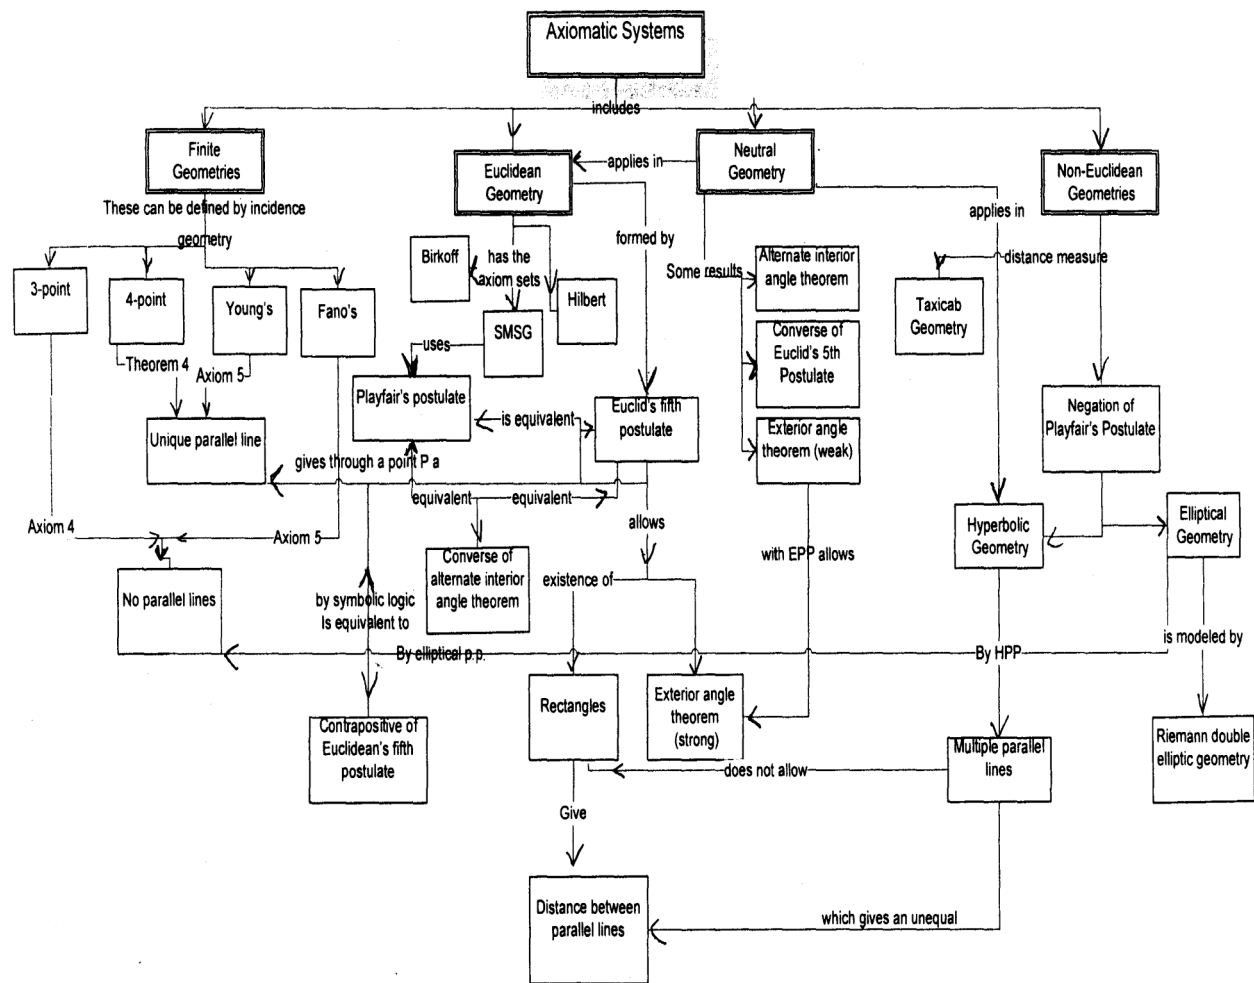 Axiomatic Systems
includes
Finite
Geometries
Euclidean
Geometry
applies in
Neutral
Geometry
Non-Euclidean
Geometries
These can be defined by incidence
geometry
formed by
applies in
Birkoff
has the
axiom sets
Hilbert
Some results
Alternate interior
angle theorem
distance measure
3-point
4-point
Young's
Fano's
SMSG
Taxicab
Geometry
uses
Converse of
Euclid's 5th
Postulate
Theorem 4
Axiom 5
Playfair's postulate
is equivalent
Euclid's fifth
postulate
Negation of
Playfair's Postulate
Unique parallel line
Exterior angle
theorem (weak)
gives through a point P a
equivalent
equivalent
Axiom 4
Axiom 5
allows
Hyperbolic
Geometry
Elliptical
Geometry
Converse of
alternate interior
angle theorem
with EPP allows
existence of
No parallel lines
by symbolic logic
Is equivalent to
By elliptical p.p.
By HPP
is modeled by
Rectangles
Exterior angle
theorem
(strong)
Contrapositive of
Euclidean's fifth
postulate
Multiple parallel
lines
Riemann double
elliptic geometry
does not allow
Give
Distance between
parallel lines
which gives an unequal